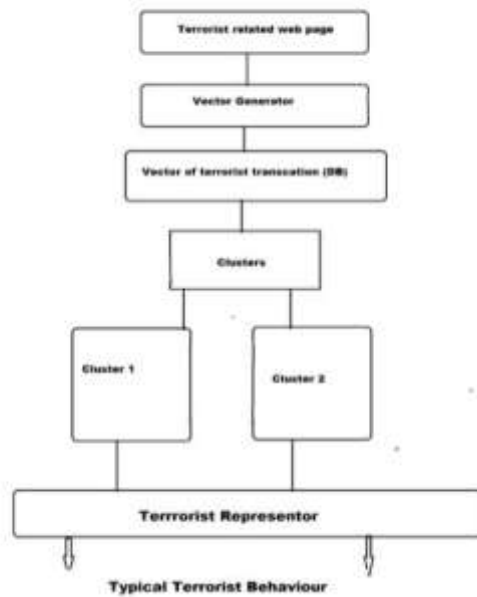 Terrorist related web page
Vector Generator
Vector of terrorist transcation (DB)
Clusters
Cluster 1
Cluster 2
Terrrorist Representor
Typical Terrorist Behaviour